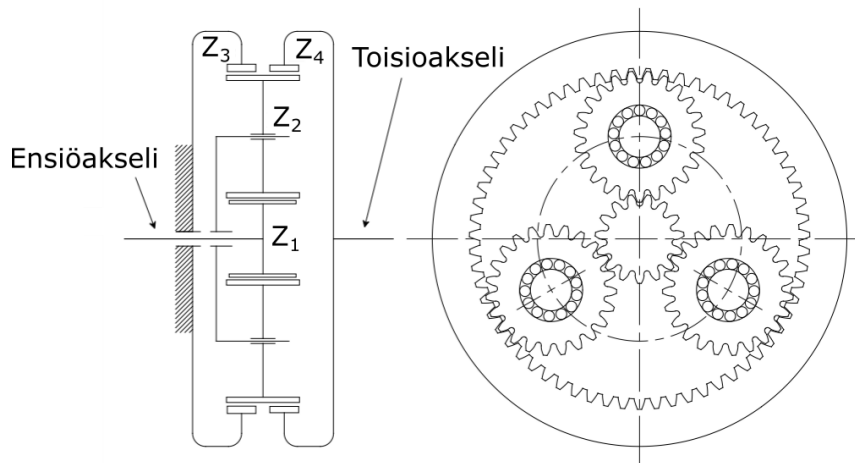 Z₃
Z₄
Toisioakseli
Z₂
Ensiöakseli
Z₁